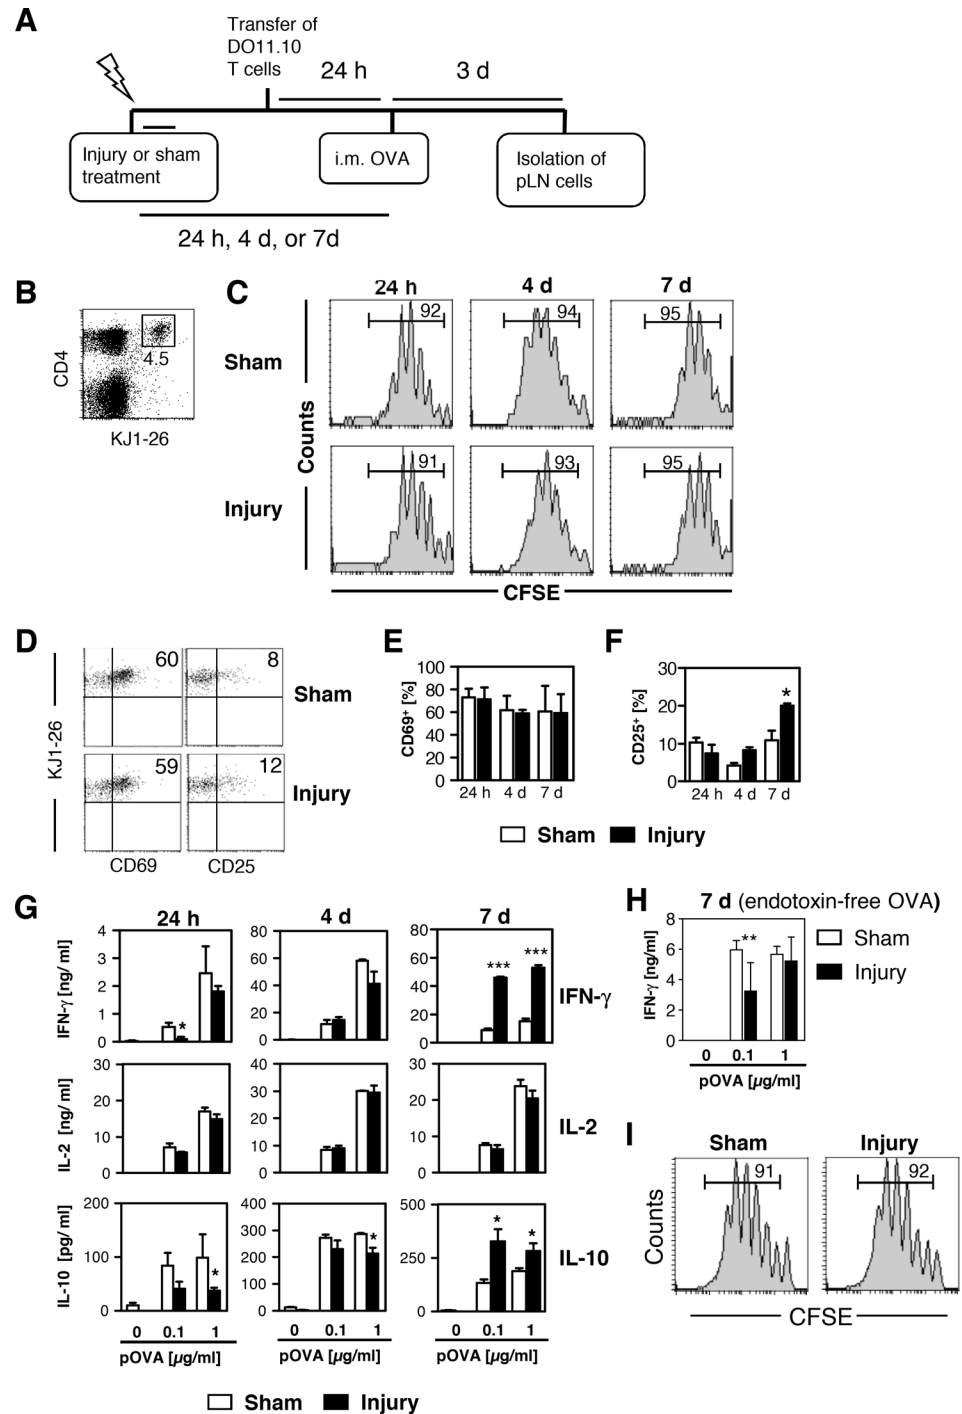 A
Transfer of
DO11.10
T cells
24 h
3 d
Injury or sham
treatment
i.m. OVA
Isolation of
pLN cells
24 h, 4 d, or 7d
B
CD4
4.5
KJ1-26
C
24 h
4 d
7 d
Sham
92
94
95
Counts
Injury
91
93
95
CFSE
D
KJ1-26
60
8
Sham
59
12
Injury
CD69
CD25
E
CD69+ [%]
100
80
60
40
20
0
24 h
4 d
7 d
F
CD25+ [%]
30
20
10
0
*
24 h
4 d
7 d
Sham
Injury
G
24 h
4 d
7 d
IFN-γ [ng/ ml]
4
3
2
1
0
*
80
60
40
20
0
80
60
40
20
0
***
***
IFN-γ
IL-2 [ng/ ml]
30
20
10
0
40
30
20
10
0
30
20
10
0
IL-2
IL-10 [pg/ ml]
200
100
0
*
400
300
200
100
0
*
500
250
0
*
*
IL-10
0
0.1
1
0
0.1
1
0
0.1
1
pOVA [µg/ml]
pOVA [µg/ml]
pOVA [µg/ml]
Sham
Injury
H
7 d (endotoxin-free OVA)
IFN-γ [ng/ml]
8
6
4
2
0
**
Sham
Injury
0
0.1
1
pOVA [µg/ml]
I
Sham
Injury
Counts
91
92
CFSE